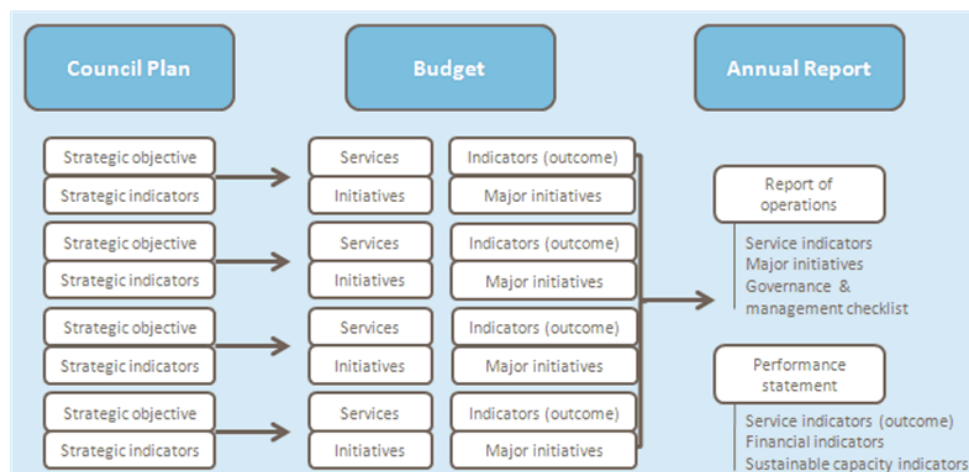 Council Plan
Budget
Annual Report
Strategic objective
Strategic indicators
Services
Initiatives
Indicators (outcome)
Major initiatives
Strategic objective
Strategic indicators
Services
Initiatives
Indicators (outcome)
Major initiatives
Strategic objective
Strategic indicators
Services
Initiatives
Indicators (outcome)
Major initiatives
Strategic objective
Strategic indicators
Services
Initiatives
Indicators (outcome)
Major initiatives
Report of
operations
Service indicators
Major initiatives
Governance &
management checklist
Performance
statement
Service indicators (outcome)
Financial indicators
Sustainable capacity indicators